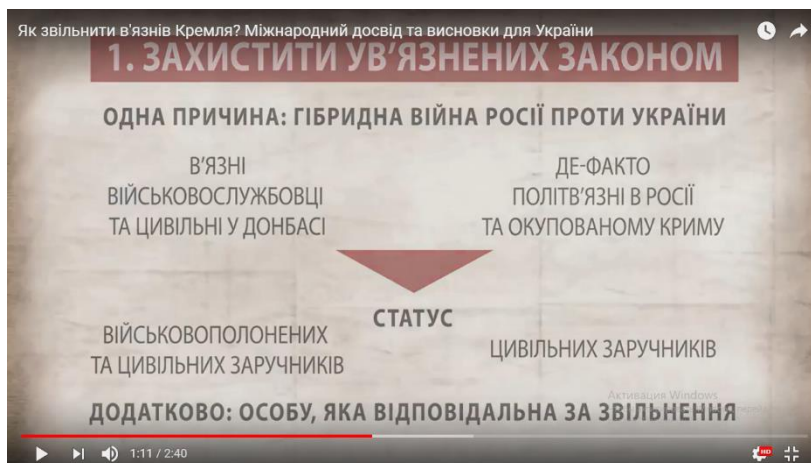 Як звільнити в'язнів Кремля? Міжнародний досвід та висновки для України
1. ЗАХИСТИТИ УВ’ЯЗНЕНИХ ЗАКОНОМ
ОДНА ПРИЧИНА: ГІБРИДНА ВІЙНА РОСІЇ ПРОТИ УКРАЇНИ
В’ЯЗНІ
ВІЙСЬКОВОСЛУЖБОВЦІ
ТА ЦИВІЛЬНІ У ДОНБАСІ
ДЕ-ФАКТО
ПОЛІТВ’ЯЗНІ В РОСІЇ
ТА ОКУПОВАНОМУ КРИМУ
СТАТУС
ВІЙСЬКОВОПОЛОНЕНИХ
ТА ЦИВІЛЬНИХ ЗАРУЧНИКІВ
ЦИВІЛЬНИХ ЗАРУЧНИКІВ
Активация Windows
ДОДАТКОВО: ОСОБУ, ЯКА ВІДПОВІДАЛЬНА ЗА ЗВІЛЬНЕННЯ
1:11 / 2:40
HD